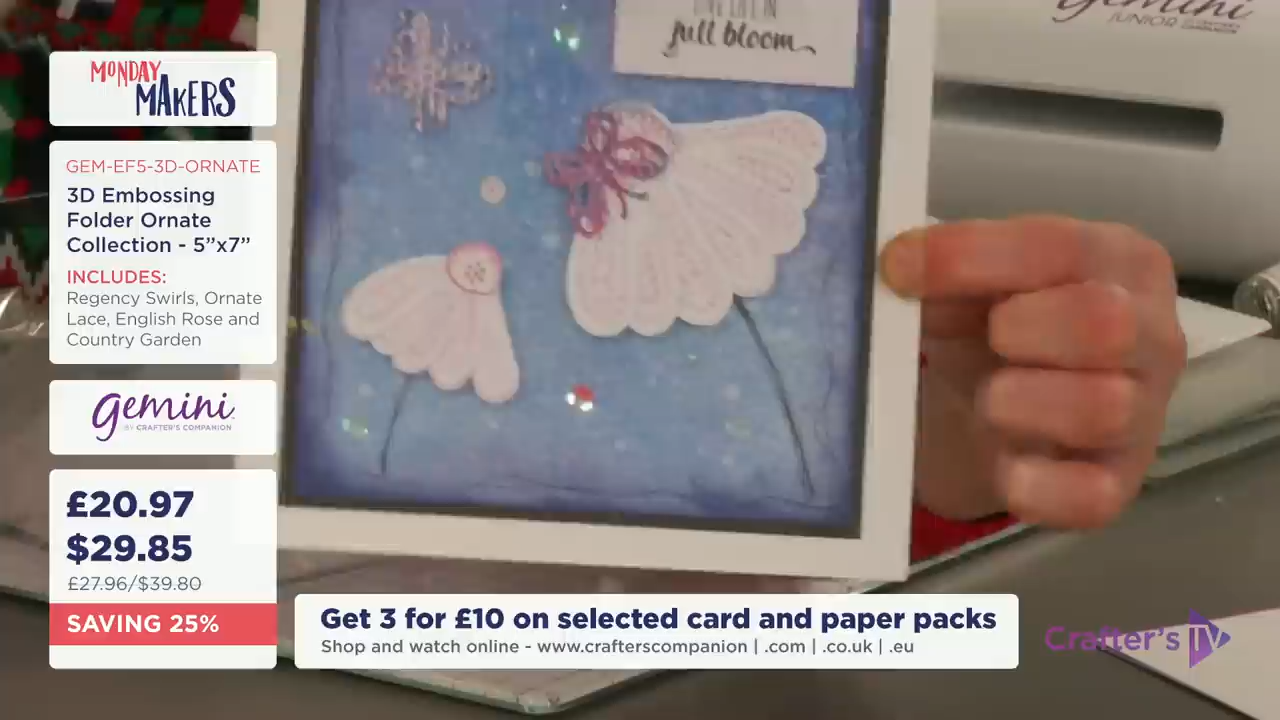 MONDAY
MAKERS
GEM-EF5-3D-ORNATE
3D Embossing
Folder Ornate
Collection - 5”x7”
INCLUDES:
Regency Swirls, Ornate
Lace, English Rose and
Country Garden
gemini
BY CRAFTER'S COMPANION
£20.97
$29.85
£27.96/$39.80
SAVING 25%
full bloom
gemini
JUNIOR
Get 3 for £10 on selected card and paper packs
Shop and watch online - www.crafterscompanion | .com | .co.uk | .eu
Crafter's TV